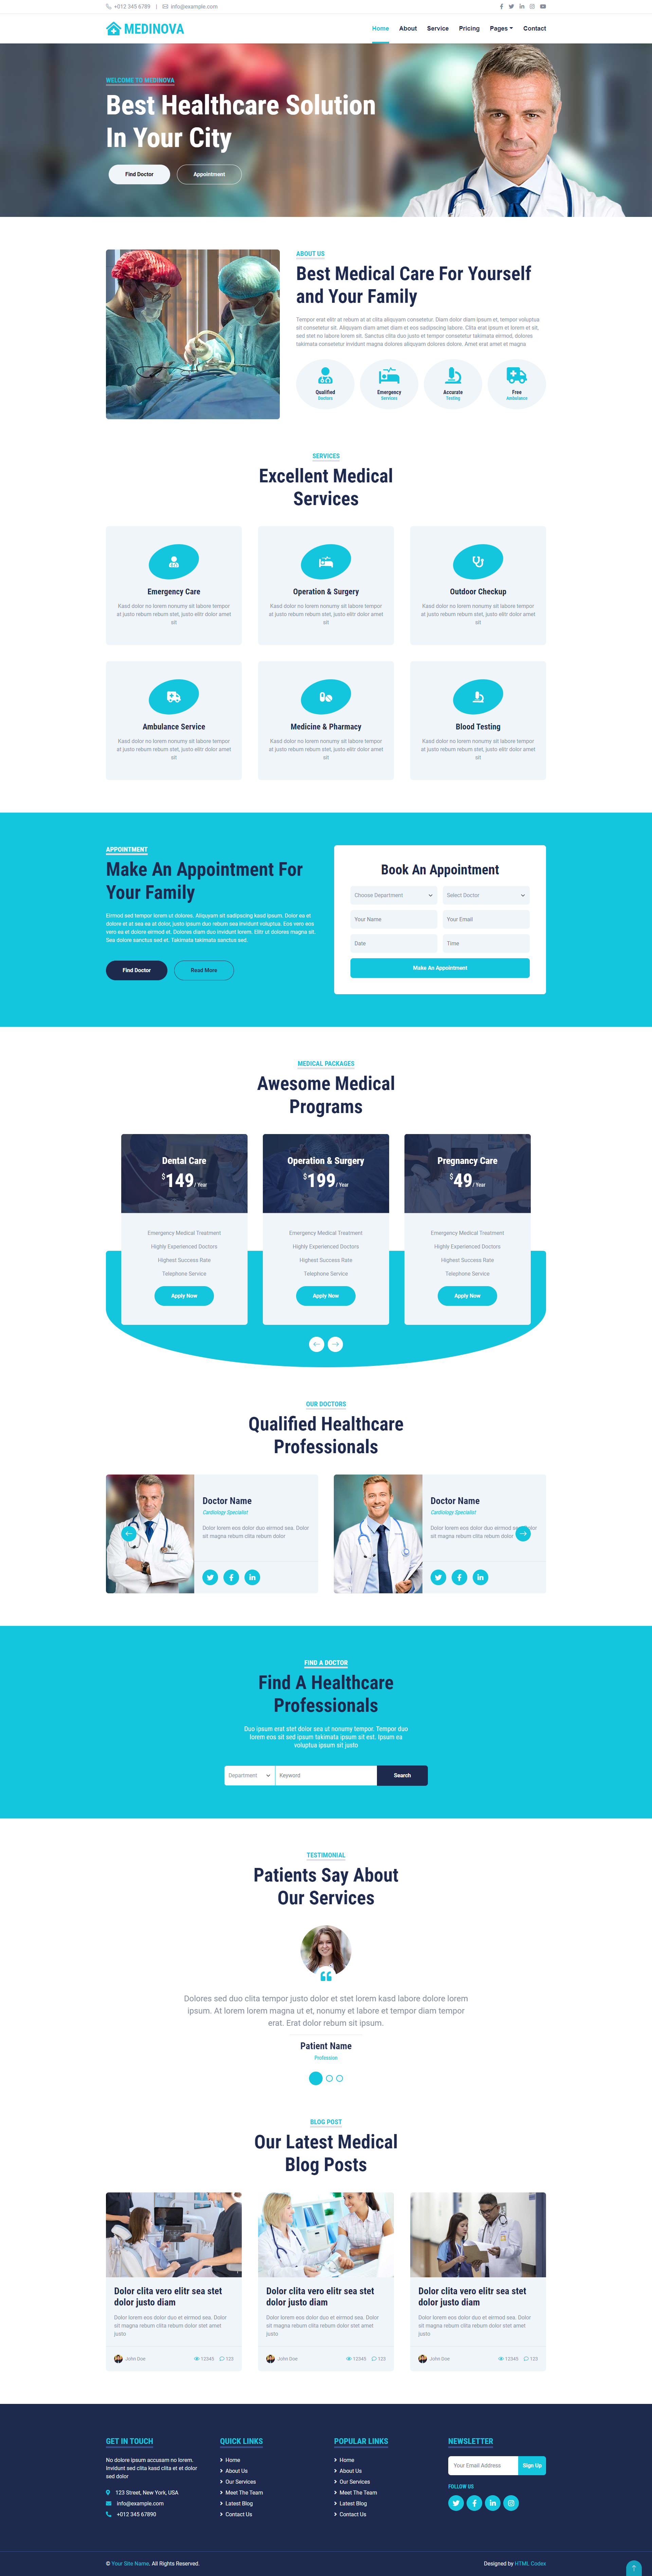 +012 345 6789 | info@example.com
MEDINOVA
Home About Service Pricing Pages Contact
WELCOME TO MEDINOVA
Best Healthcare Solution
In Your City
Find Doctor Appointment
ABOUT US
Best Medical Care For Yourself
and Your Family
Tempor erat elitr at rebum at at clita aliquyam consetetur. Diam dolor diam ipsum et, tempor voluptua
sit consetetur sit. Aliquyam diam amet diam et eos sadipscing labore. Clita erat ipsum et lorem et sit,
sed stet no labore lorem sit. Sanctus clita duo justo et tempor consetetur takimata eirmod, dolores
takimata consetetur invidunt magna dolores aliquyam dolores dolore. Amet erat amet et magna
Qualified
Doctors
Emergency
Services
Accurate
Testing
Free
Ambulance
SERVICES
Excellent Medical
Services
Emergency Care
Kasd dolor no lorem nonumy sit labore tempor
at justo rebum rebum stet, justo elitr dolor amet
sit
Operation & Surgery
Kasd dolor no lorem nonumy sit labore tempor
at justo rebum rebum stet, justo elitr dolor amet
sit
Outdoor Checkup
Kasd dolor no lorem nonumy sit labore tempor
at justo rebum rebum stet, justo elitr dolor amet
sit
Ambulance Service
Kasd dolor no lorem nonumy sit labore tempor
at justo rebum rebum stet, justo elitr dolor amet
sit
Medicine & Pharmacy
Kasd dolor no lorem nonumy sit labore tempor
at justo rebum rebum stet, justo elitr dolor amet
sit
Blood Testing
Kasd dolor no lorem nonumy sit labore tempor
at justo rebum rebum stet, justo elitr dolor amet
sit
APPOINTMENT
Make An Appointment For
Your Family
Eirmod sed tempor lorem ut dolores. Aliquyam sit sadipscing kasd ipsum. Dolor ea et
dolore et at sea ea at dolor, justo ipsum duo rebum sea invidunt voluptua. Eos vero eos
vero ea et dolore eirmod et. Dolores diam duo invidunt lorem. Elitr ut dolores magna sit.
Sea dolore sanctus sed et. Takimata takimata sanctus sed.
Find Doctor Read More
Book An Appointment
Choose Department Select Doctor
Your Name Your Email
Date Time
Make An Appointment
MEDICAL PACKAGES
Awesome Medical
Programs
Dental Care
$149/ Year
Emergency Medical Treatment
Highly Experienced Doctors
Highest Success Rate
Telephone Service
Apply Now
Operation & Surgery
$199/ Year
Emergency Medical Treatment
Highly Experienced Doctors
Highest Success Rate
Telephone Service
Apply Now
Pregnancy Care
$49/ Year
Emergency Medical Treatment
Highly Experienced Doctors
Highest Success Rate
Telephone Service
Apply Now
OUR DOCTORS
Qualified Healthcare
Professionals
Doctor Name
Cardiology Specialist
Dolor lorem eos dolor duo eirmod sea. Dolor
sit magna rebum clita rebum dolor
Doctor Name
Cardiology Specialist
Dolor lorem eos dolor duo eirmod
sit magna rebum clita rebum dolor
FIND A DOCTOR
Find A Healthcare
Professionals
Duo ipsum erat stet dolor sea ut nonumy tempor. Tempor duo
lorem eos sit sed ipsum takimata ipsum sit est. Ipsum ea
voluptua ipsum sit justo
Department Keyword Search
TESTIMONIAL
Patients Say About
Our Services
Dolores sed duo clita tempor justo dolor et stet lorem kasd labore dolore lorem
ipsum. At lorem lorem magna ut et, nonumy et labore et tempor diam tempor
erat. Erat dolor rebum sit ipsum.
Patient Name
Profession
BLOG POST
Our Latest Medical
Blog Posts
Dolor clita vero elitr sea stet
dolor justo diam
Dolor lorem eos dolor duo et eirmod sea. Dolor
sit magna rebum clita rebum dolor stet amet
justo
John Doe 12345 123
Dolor clita vero elitr sea stet
dolor justo diam
Dolor lorem eos dolor duo et eirmod sea. Dolor
sit magna rebum clita rebum dolor stet amet
justo
John Doe 12345 123
Dolor clita vero elitr sea stet
dolor justo diam
Dolor lorem eos dolor duo et eirmod sea. Dolor
sit magna rebum clita rebum dolor stet amet
justo
John Doe 12345 123
GET IN TOUCH
No dolore ipsum accusam no lorem.
Invidunt sed clita kasd clita et et dolor
sed dolor
123 Street, New York, USA
info@example.com
+012 345 67890
QUICK LINKS
Home
About Us
Our Services
Meet The Team
Latest Blog
Contact Us
POPULAR LINKS
Home
About Us
Our Services
Meet The Team
Latest Blog
Contact Us
NEWSLETTER
Your Email Address Sign Up
FOLLOW US
© Your Site Name. All Rights Reserved.
Designed by HTML Codex